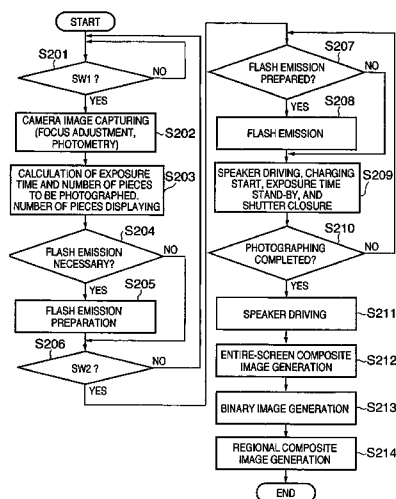 START
S201
SW1 ?
NO
YES
CAMERA IMAGE CAPTURING
(FOCUS ADJUSTMENT,
PHOTOMETRY)
S202
CALCULATION OF EXPOSURE
TIME AND NUMBER OF PIECES
TO BE PHOTOGRAPHED.
NUMBER OF PIECES DISPLAYING
S203
S204
FLASH EMISSION
NECESSARY?
NO
YES
S205
FLASH EMISSION
PREPARATION
S206
SW2 ?
NO
YES
S207
FLASH EMISSION
PREPARED?
NO
YES
S208
FLASH EMISSION
SPEAKER DRIVING, CHARGING
START, EXPOSURE TIME
STAND-BY, AND
SHUTTER CLOSURE
S209
S210
PHOTOGRAPHING
COMPLETED?
NO
YES
SPEAKER DRIVING
S211
ENTIRE-SCREEN COMPOSITE
IMAGE GENERATION
S212
BINARY IMAGE GENERATION
S213
REGIONAL COMPOSITE
IMAGE GENERATION
S214
END